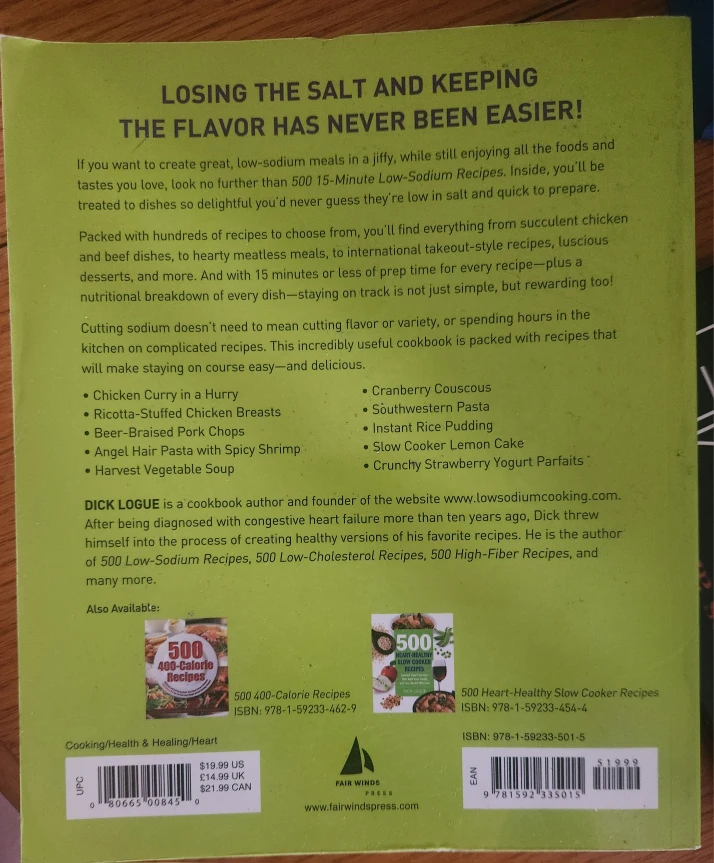 LOSING THE SALT AND KEEPING
THE FLAVOR HAS NEVER BEEN EASIER!
If you want to create great, low-sodium meals in a jiffy, while still enjoying all the foods and
tastes you love, look no further than 500 15-Minute Low-Sodium Recipes. Inside, you'll be
treated to dishes so delightful you'd never guess they're low in salt and quick to prepare.
Packed with hundreds of recipes to choose from, you'll find everything from succulent chicken
and beef dishes, to hearty meatless meals, to international takeout-style recipes, luscious
desserts, and more. And with 15 minutes or less of prep time for every recipe—plus a
nutritional breakdown of every dish—staying on track is not just simple, but rewarding too!
Cutting sodium doesn't need to mean cutting flavor or variety, or spending hours in the
kitchen on complicated recipes. This incredibly useful cookbook is packed with recipes that
will make staying on course easy—and delicious.
• Chicken Curry in a Hurry
• Ricotta-Stuffed Chicken Breasts
• Beer-Braised Pork Chops
• Angel Hair Pasta with Spicy Shrimp
• Harvest Vegetable Soup
• Cranberry Couscous
• Southwestern Pasta
• Instant Rice Pudding
• Slow Cooker Lemon Cake
• Crunchy Strawberry Yogurt Parfaits
DICK LOGUE is a cookbook author and founder of the website www.lowsodiumcooking.com.
After being diagnosed with congestive heart failure more than ten years ago, Dick threw
himself into the process of creating healthy versions of his favorite recipes. He is the author
of 500 Low-Sodium Recipes, 500 Low-Cholesterol Recipes, 500 High-Fiber Recipes, and
many more.
Also Available:
500
400-Calorie
Recipes
500 400-Calorie Recipes
ISBN: 978-1-59233-462-9
500
HEART-HEALTHY
SLOW COOKER
RECIPES
500 Heart-Healthy Slow Cooker Recipes
ISBN: 978-1-59233-454-4
Cooking/Health & Healing/Heart
UPC
$19.99 US
£14.99 UK
$21.99 CAN
0 80665 00845 0
FAIR WINDS
PRESS
www.fairwindspress.com
ISBN: 978-1-59233-501-5
EAN
51999
9 781592 335015